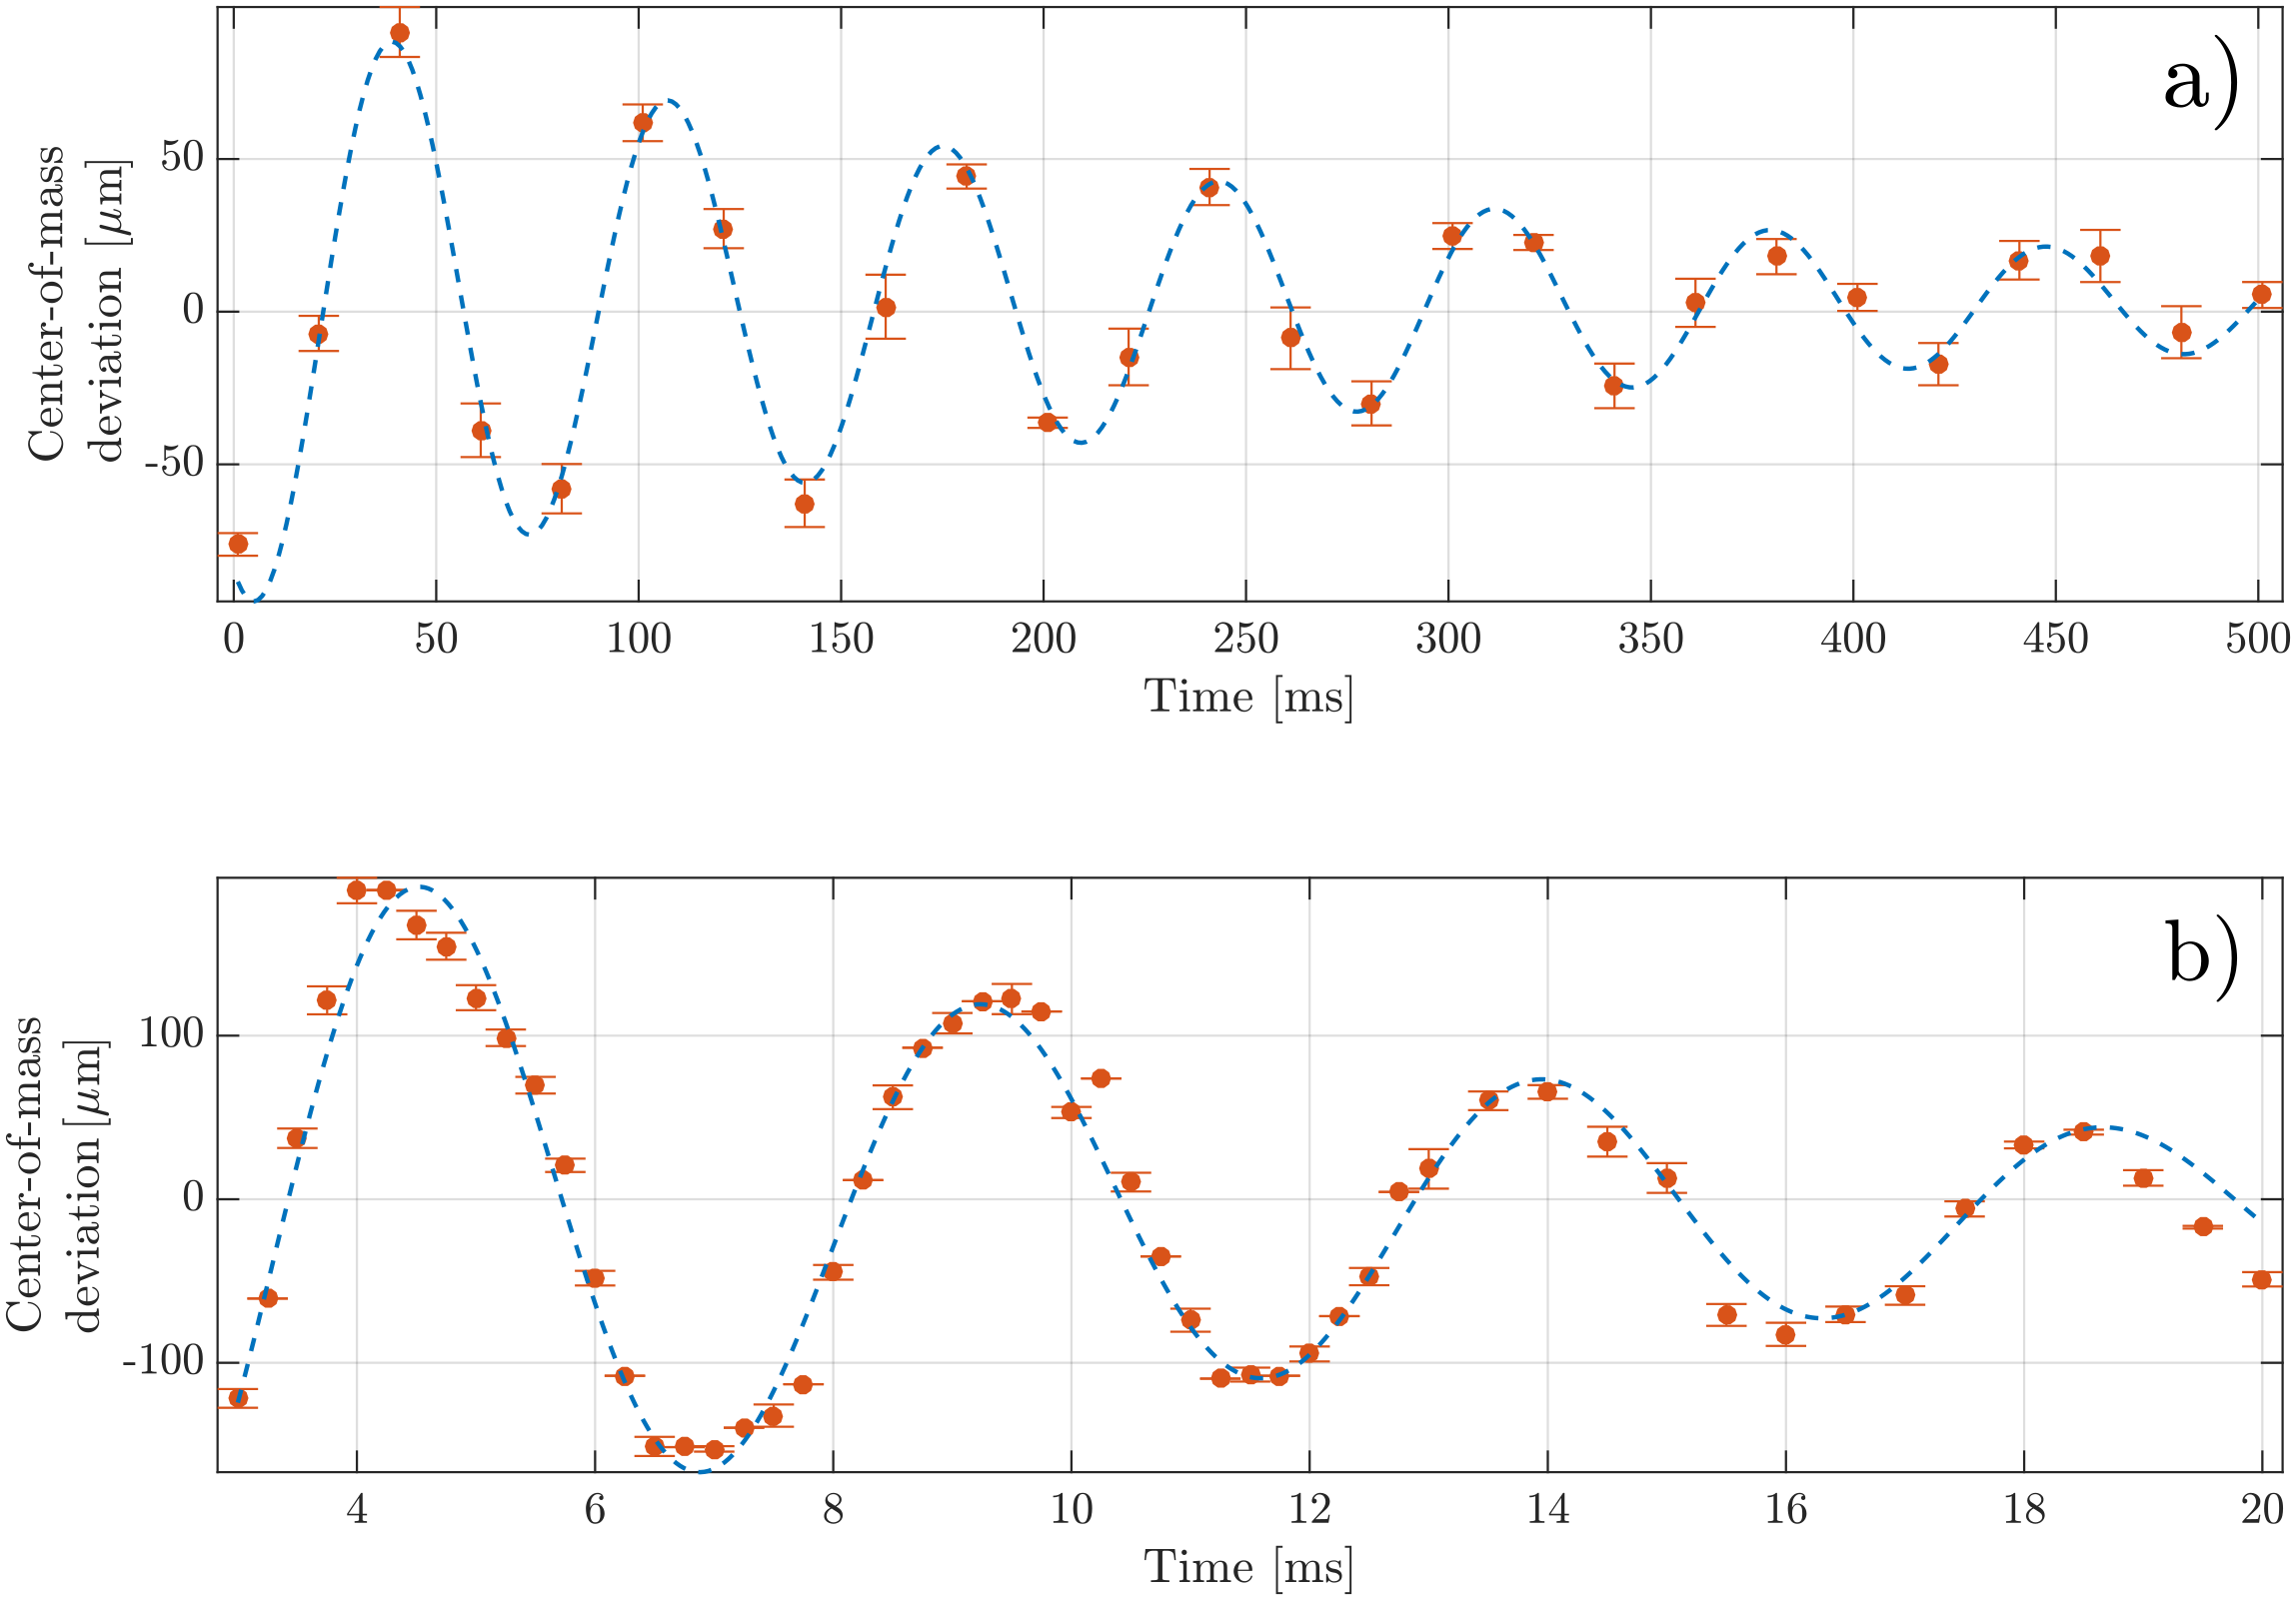 a)
Center-of-mass
deviation [μm]
50
0
-50
0 50 100 150 200 250 300 350 400 450 500
Time [ms]
b)
Center-of-mass
deviation [μm]
100
0
-100
4 6 8 10 12 14 16 18 20
Time [ms]